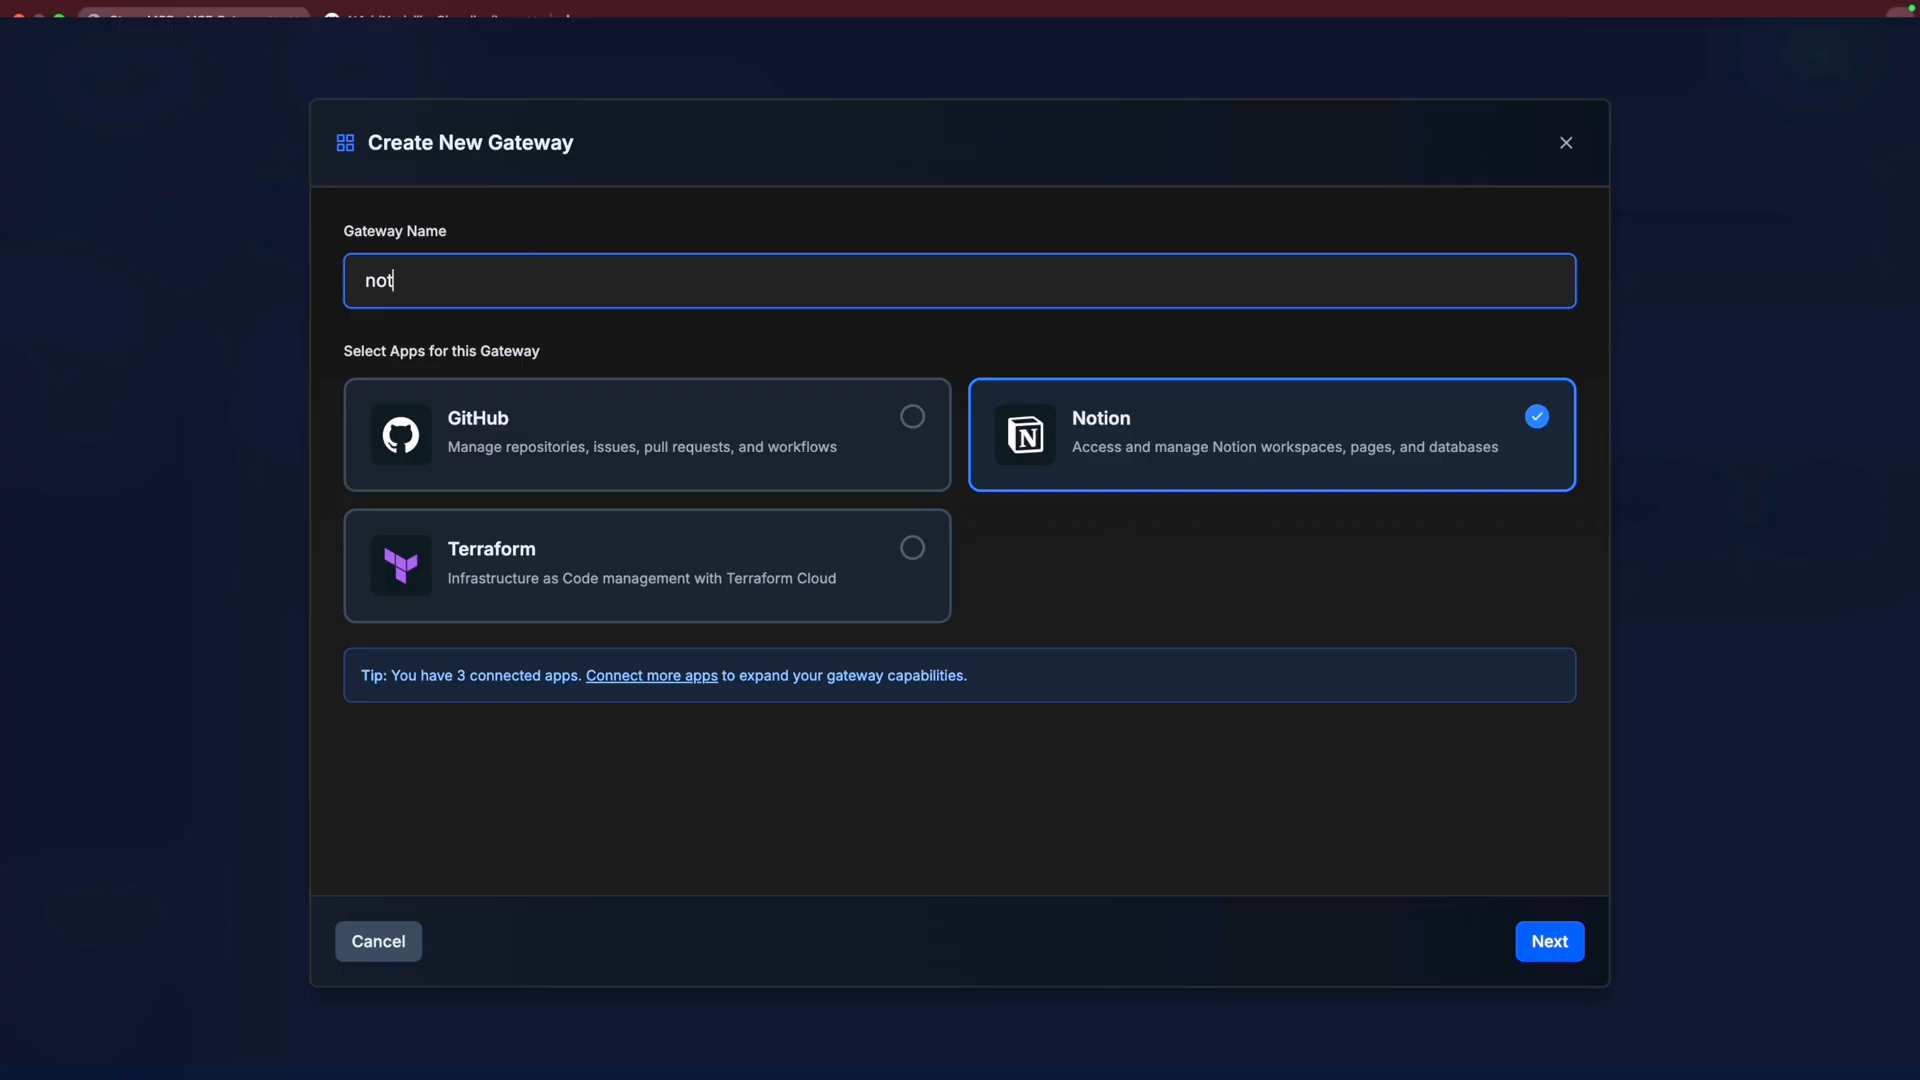 Create New Gateway
Gateway Name
not
Select Apps for this Gateway
GitHub
Manage repositories, issues, pull requests, and workflows
Notion
Access and manage Notion workspaces, pages, and databases
Terraform
Infrastructure as Code management with Terraform Cloud
Tip: You have 3 connected apps. Connect more apps to expand your gateway capabilities.
Cancel
Next